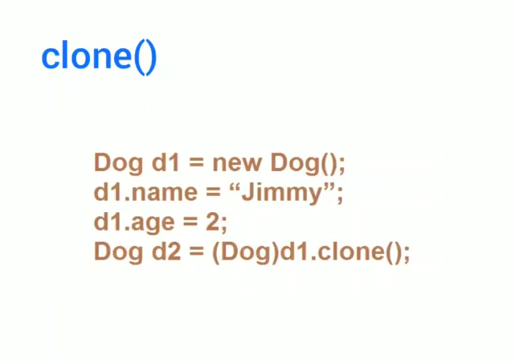 clone()
Dog d1 = new Dog();
d1.name = “Jimmy”;
d1.age = 2;
Dog d2 = (Dog)d1.clone();